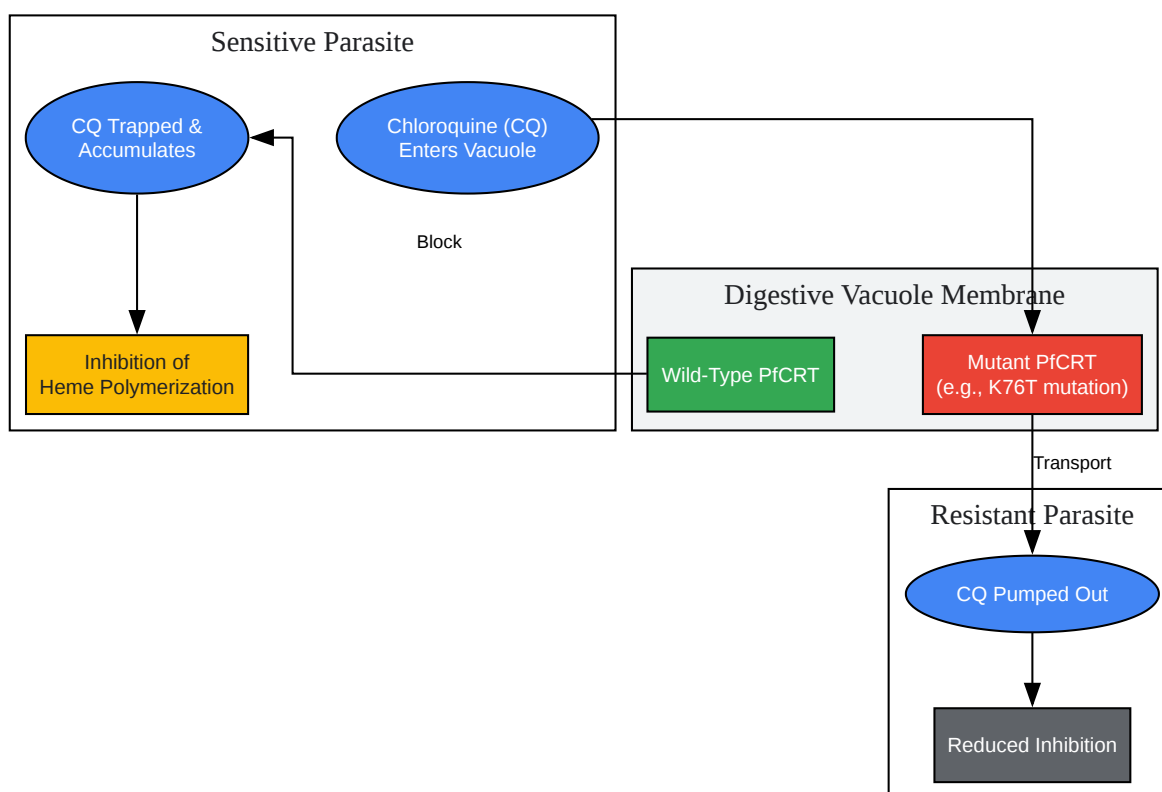 Sensitive Parasite
CQ Trapped &
Accumulates
Chloroquine (CQ)
Enters Vacuole
Block
Digestive Vacuole Membrane
Inhibition of
Heme Polymerization
Wild-Type PfCRT
Mutant PfCRT
(e.g., K76T mutation)
Transport
Resistant Parasite
CQ Pumped Out
Reduced Inhibition